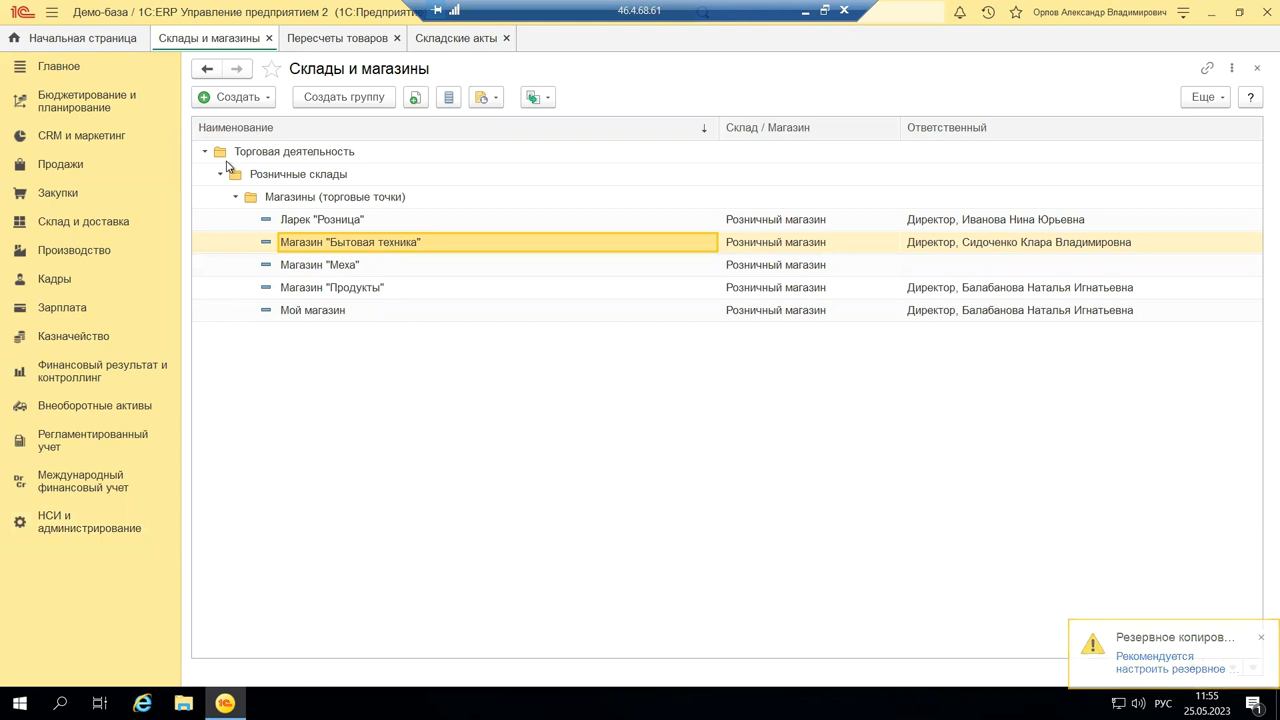 Демо-база / 1С:ERP Управление предприятием 2 (1С:Предприяти
46.4.68.61
Орлов Александр Владимирович
Начальная страница
Склады и магазины
Пересчеты товаров
Складские акты
Главное
Бюджетирование и
планирование
CRM и маркетинг
Продажи
Закупки
Склад и доставка
Производство
Кадры
Зарплата
Казначейство
Финансовый результат и
контроллинг
Внеоборотные активы
Регламентированный
учет
Dr
Cr
Международный
финансовый учет
НСИ и
администрирование
Склады и магазины
Создать
Создать группу
Еще
?
Наименование
Склад / Магазин
Ответственный
Торговая деятельность
Розничные склады
Магазины (торговые точки)
Ларек "Розница" Розничный магазин Директор, Иванова Нина Юрьевна
Магазин "Бытовая техника" Розничный магазин Директор, Сидоченко Клара Владимировна
Магазин "Меха" Розничный магазин
Магазин "Продукты" Розничный магазин Директор, Балабанова Наталья Игнатьевна
Мой магазин Розничный магазин Директор, Балабанова Наталья Игнатьевна
Резервное копиров...
Рекомендуется
настроить резервное ...
РУС
11:55
25.05.2023
1